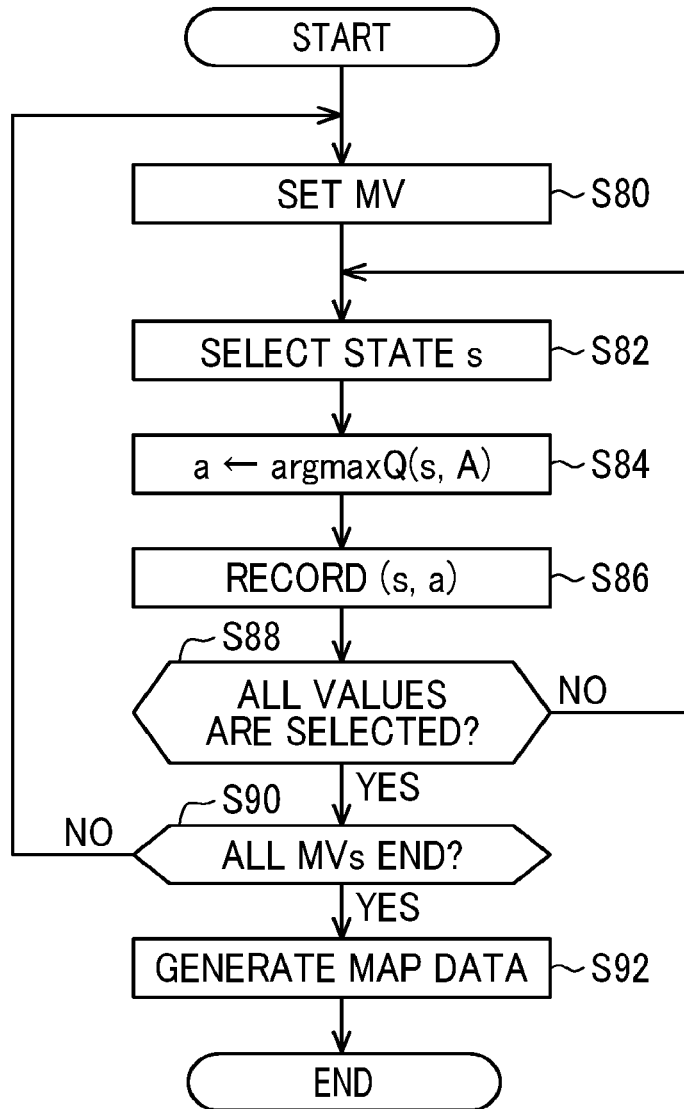 START
SET MV
S80
SELECT STATE s
S82
a ← argmaxQ(s, A)
S84
RECORD (s, a)
S86
S88
ALL VALUES
ARE SELECTED?
NO
YES
S90
NO
ALL MVs END?
YES
GENERATE MAP DATA
S92
END